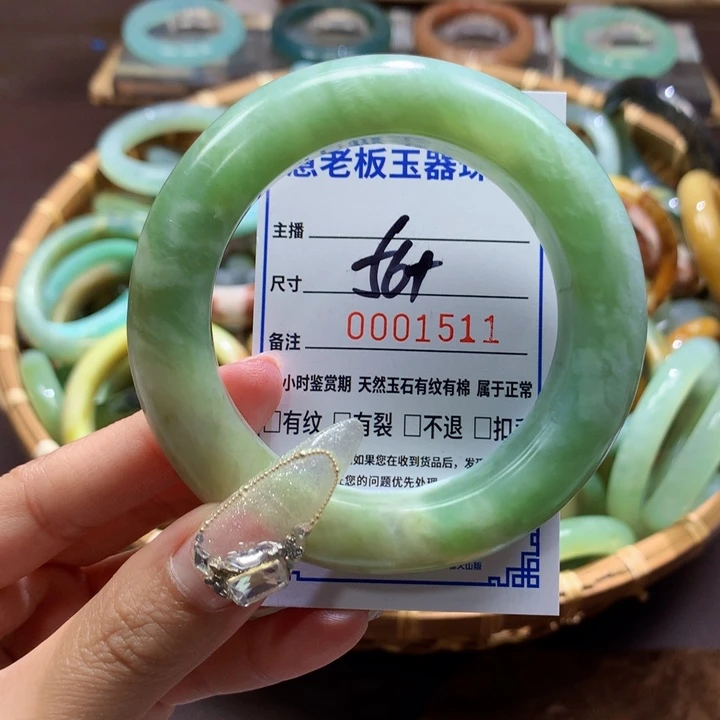 老板玉器
主播
尺寸 56+
0001511
备注
小时鉴赏期 天然玉石有纹有棉 属于正常
□有纹 □有裂 □不退 □扣
如果您在收到货品后，发
您的问题优先处理